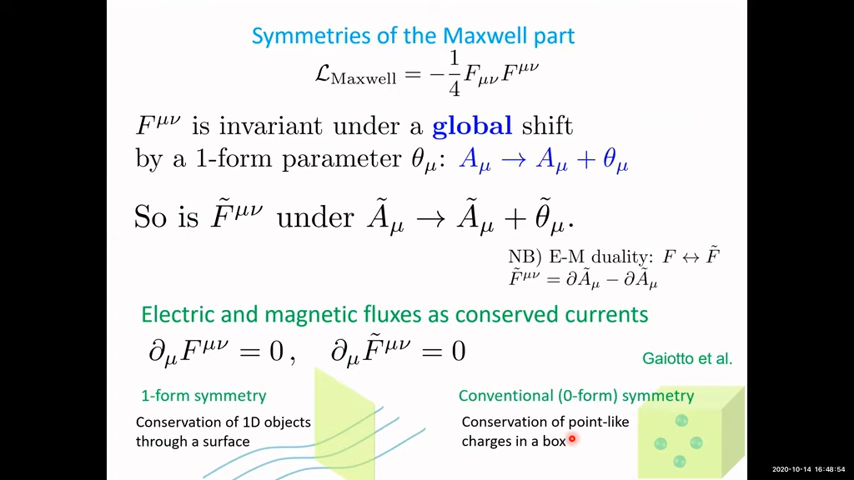 Symmetries of the Maxwell part
ℒ_Maxwell = −1/4 F_μν F^μν
F^μν is invariant under a global shift
by a 1-form parameter θ_μ: A_μ → A_μ + θ_μ
So is F̃^μν under Ã_μ → Ã_μ + θ̃_μ.
NB) E-M duality: F ↔ F̃
F̃^μν = ∂Ã_μ − ∂Ã_μ
Electric and magnetic fluxes as conserved currents
∂_μ F^μν = 0 ,   ∂_μ F̃^μν = 0
Gaiotto et al.
1-form symmetry
Conservation of 1D objects
through a surface
Conventional (0-form) symmetry
Conservation of point-like
charges in a box
2020-10-14 16:48:54